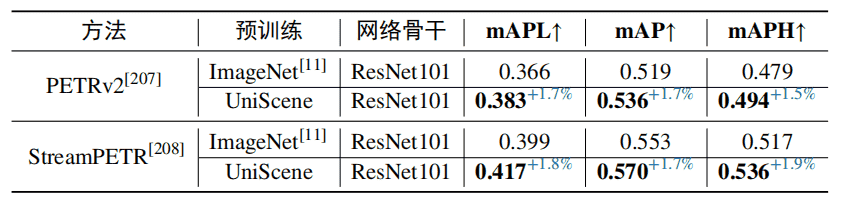 方法 预训练 网络骨干 mAPL↑ mAP↑ mAPH↑
PETRv2[207] ImageNet[11] ResNet101 0.366 0.519 0.479
UniScene ResNet101 0.383+1.7% 0.536+1.7% 0.494+1.5%
StreamPETR[208] ImageNet[11] ResNet101 0.399 0.553 0.517
UniScene ResNet101 0.417+1.8% 0.570+1.7% 0.536+1.9%